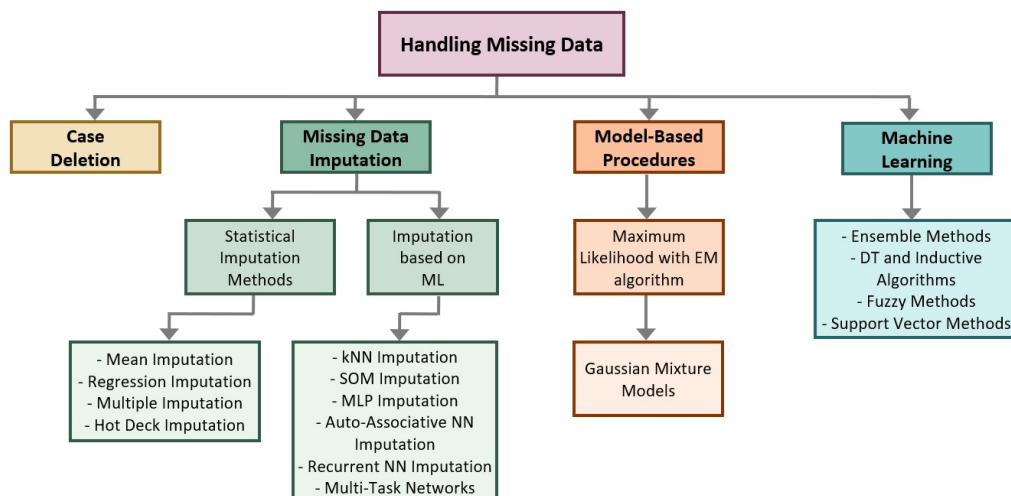 Handling Missing Data
Case
Deletion
Missing Data
Imputation
Model-Based
Procedures
Machine
Learning
Statistical
Imputation
Methods
Imputation
based on
ML
Maximum
Likelihood with EM
algorithm
- Ensemble Methods
- DT and Inductive
Algorithms
- Fuzzy Methods
- Support Vector Methods
- Mean Imputation
- Regression Imputation
- Multiple Imputation
- Hot Deck Imputation
- kNN Imputation
- SOM Imputation
- MLP Imputation
- Auto-Associative NN
Imputation
- Recurrent NN Imputation
- Multi-Task Networks
Gaussian Mixture
Models